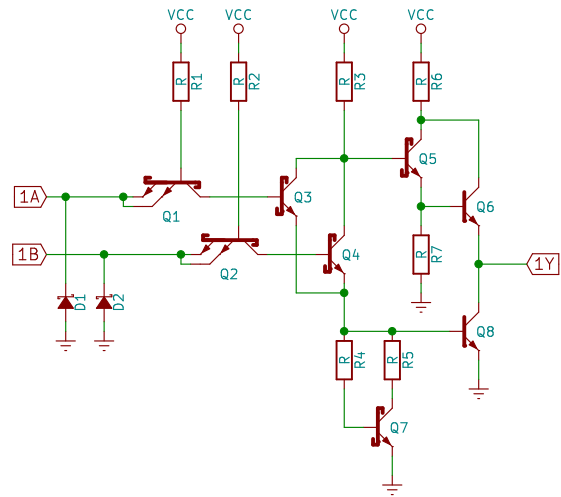 VCC VCC VCC VCC
R R1 R R2 R R3 R R6
Q5
1A Q1 Q3 Q6
1B Q2 Q4 R R7 1Y
D1 D2
Q8
R R4 R R5
Q7